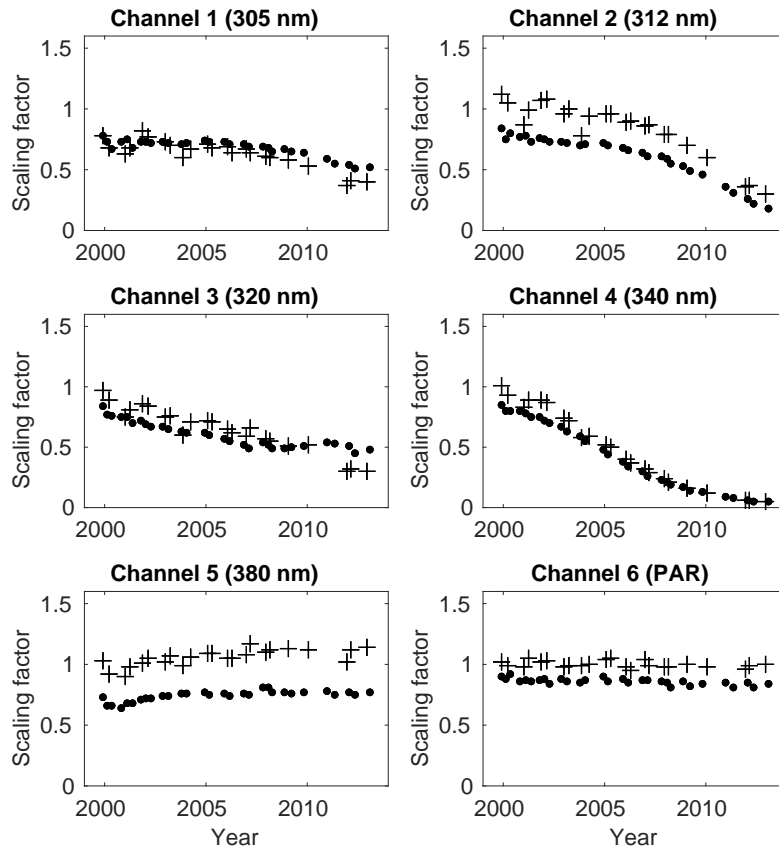 Channel 1 (305 nm)
Scaling factor
1.5
1
0.5
0
2000 2005 2010
Channel 2 (312 nm)
Scaling factor
1.5
1
0.5
0
2000 2005 2010
Channel 3 (320 nm)
Scaling factor
1.5
1
0.5
0
2000 2005 2010
Channel 4 (340 nm)
Scaling factor
1.5
1
0.5
0
2000 2005 2010
Channel 5 (380 nm)
Scaling factor
1.5
1
0.5
0
2000 2005 2010
Year
Channel 6 (PAR)
Scaling factor
1.5
1
0.5
0
2000 2005 2010
Year